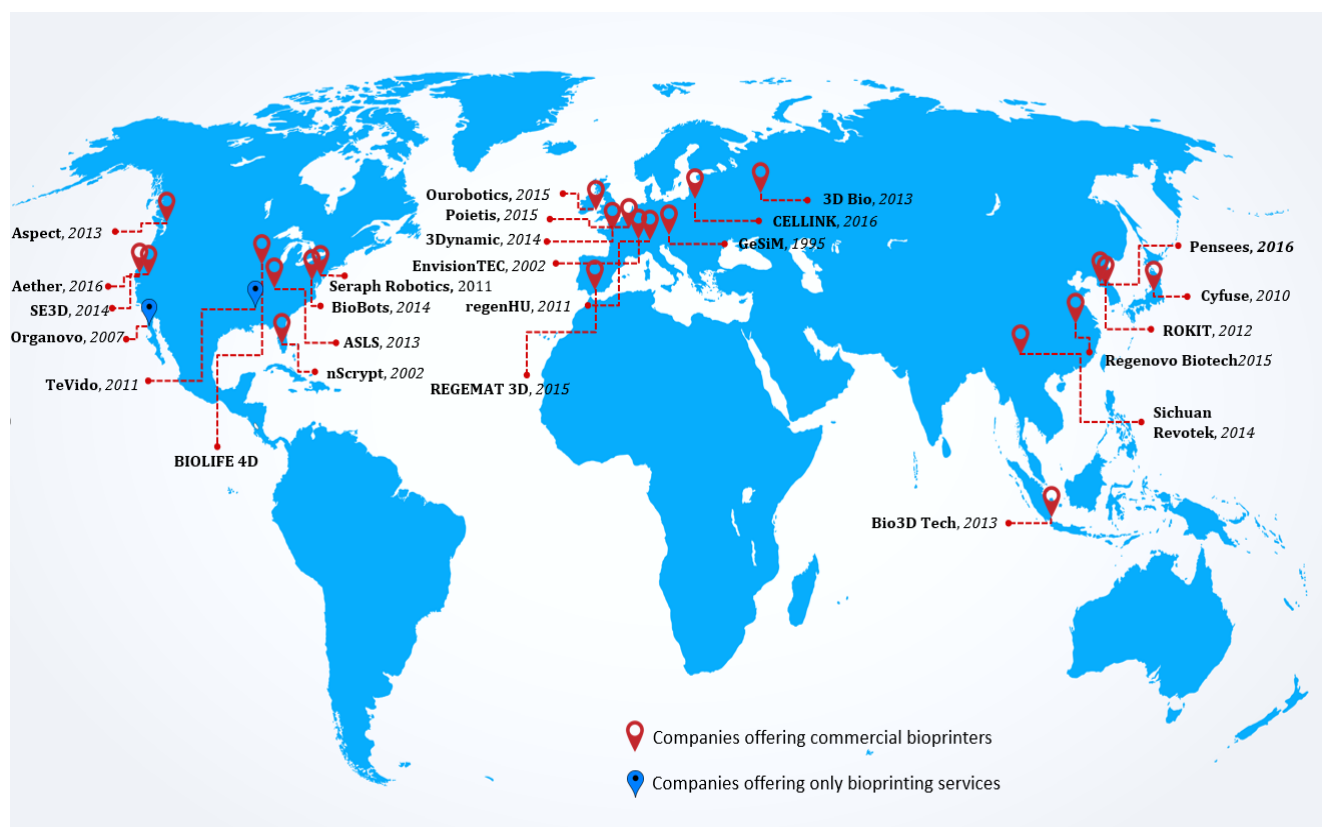 Aspect, 2013
Aether, 2016
SE3D, 2014
Organovo, 2007
TeVido, 2011
BIOLIFE 4D
Seraph Robotics, 2011
BioBots, 2014
ASLS, 2013
nScrypt, 2002
Ourobotics, 2015
Poietis, 2015
3Dynamic, 2014
EnvisionTEC, 2002
regenHU, 2011
REGEMAT 3D, 2015
3D Bio, 2013
CELLINK, 2016
GeSiM, 1995
Pensees, 2016
Cyfuse, 2010
ROKIT, 2012
Regenovo Biotech2015
Sichuan
Revotek, 2014
Bio3D Tech, 2013
Companies offering commercial bioprinters
Companies offering only bioprinting services